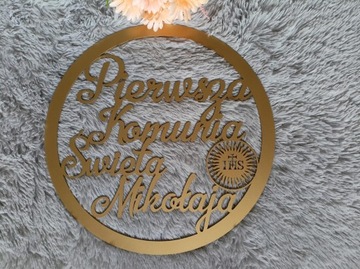 Pierwsza
Komunia
Święta
IHS
Mikołaja